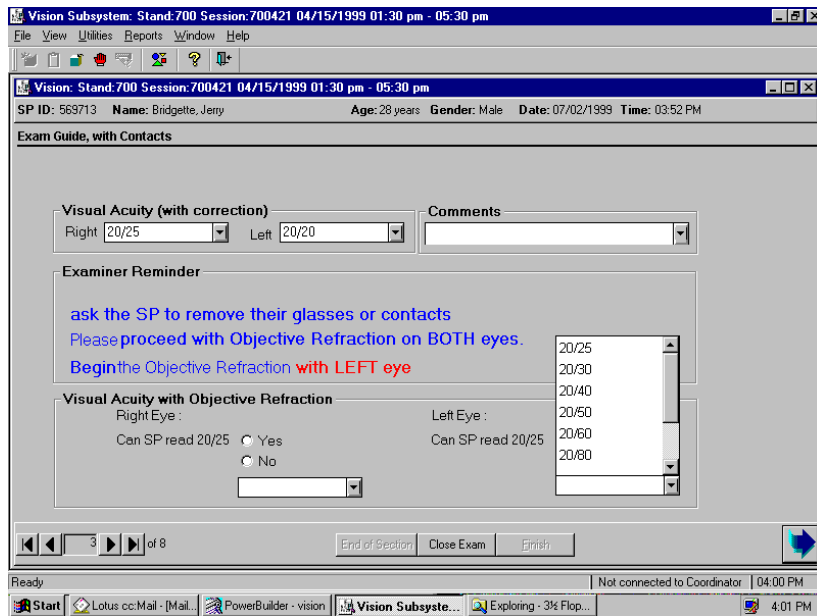 Vision Subsystem: Stand:700 Session:700421 04/15/1999 01:30 pm - 05:30 pm
File View Utilities Reports Window Help
Vision: Stand:700 Session:700421 04/15/1999 01:30 pm - 05:30 pm
SP ID: 569713 Name: Bridgette, Jerry Age: 28 years Gender: Male Date: 07/02/1999 Time: 03:52 PM
Exam Guide, with Contacts
Visual Acuity (with correction) Comments
Right 20/25 Left 20/20
Examiner Reminder
ask the SP to remove their glasses or contacts
Please proceed with Objective Refraction on BOTH eyes.
Begin the Objective Refraction with LEFT eye
20/25
20/30
20/40
20/50
20/60
20/80
Visual Acuity with Objective Refraction
Right Eye : Left Eye :
Can SP read 20/25 Yes Can SP read 20/25
No
3 of 8 End of Section Close Exam Finish
Ready Not connected to Coordinator 04:00 PM
Start Lotus cc:Mail - [Mail... PowerBuilder - vision Vision Subsyste... Exploring - 3½ Flop... 4:01 PM